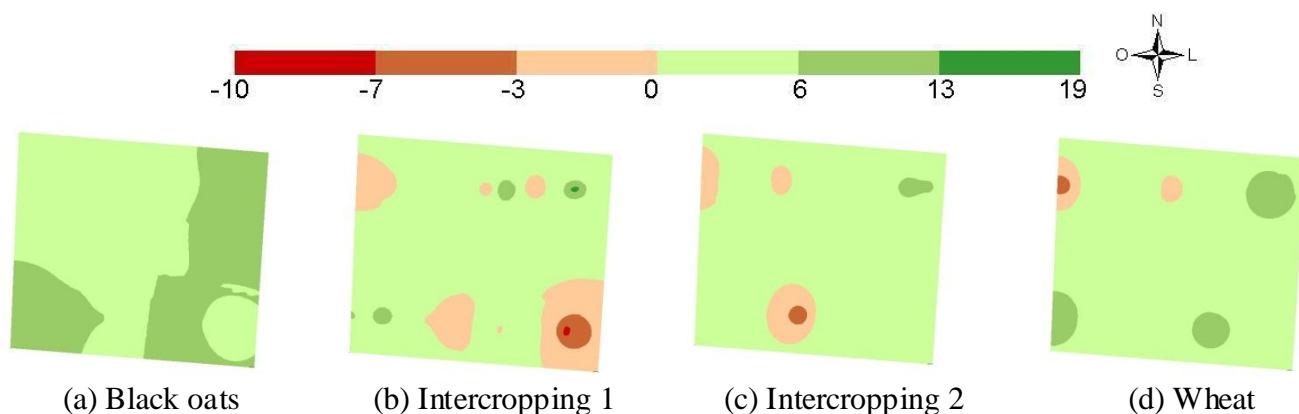 N
O L
S
-10 -7 -3 0 6 13 19
(a) Black oats (b) Intercropping 1 (c) Intercropping 2 (d) Wheat